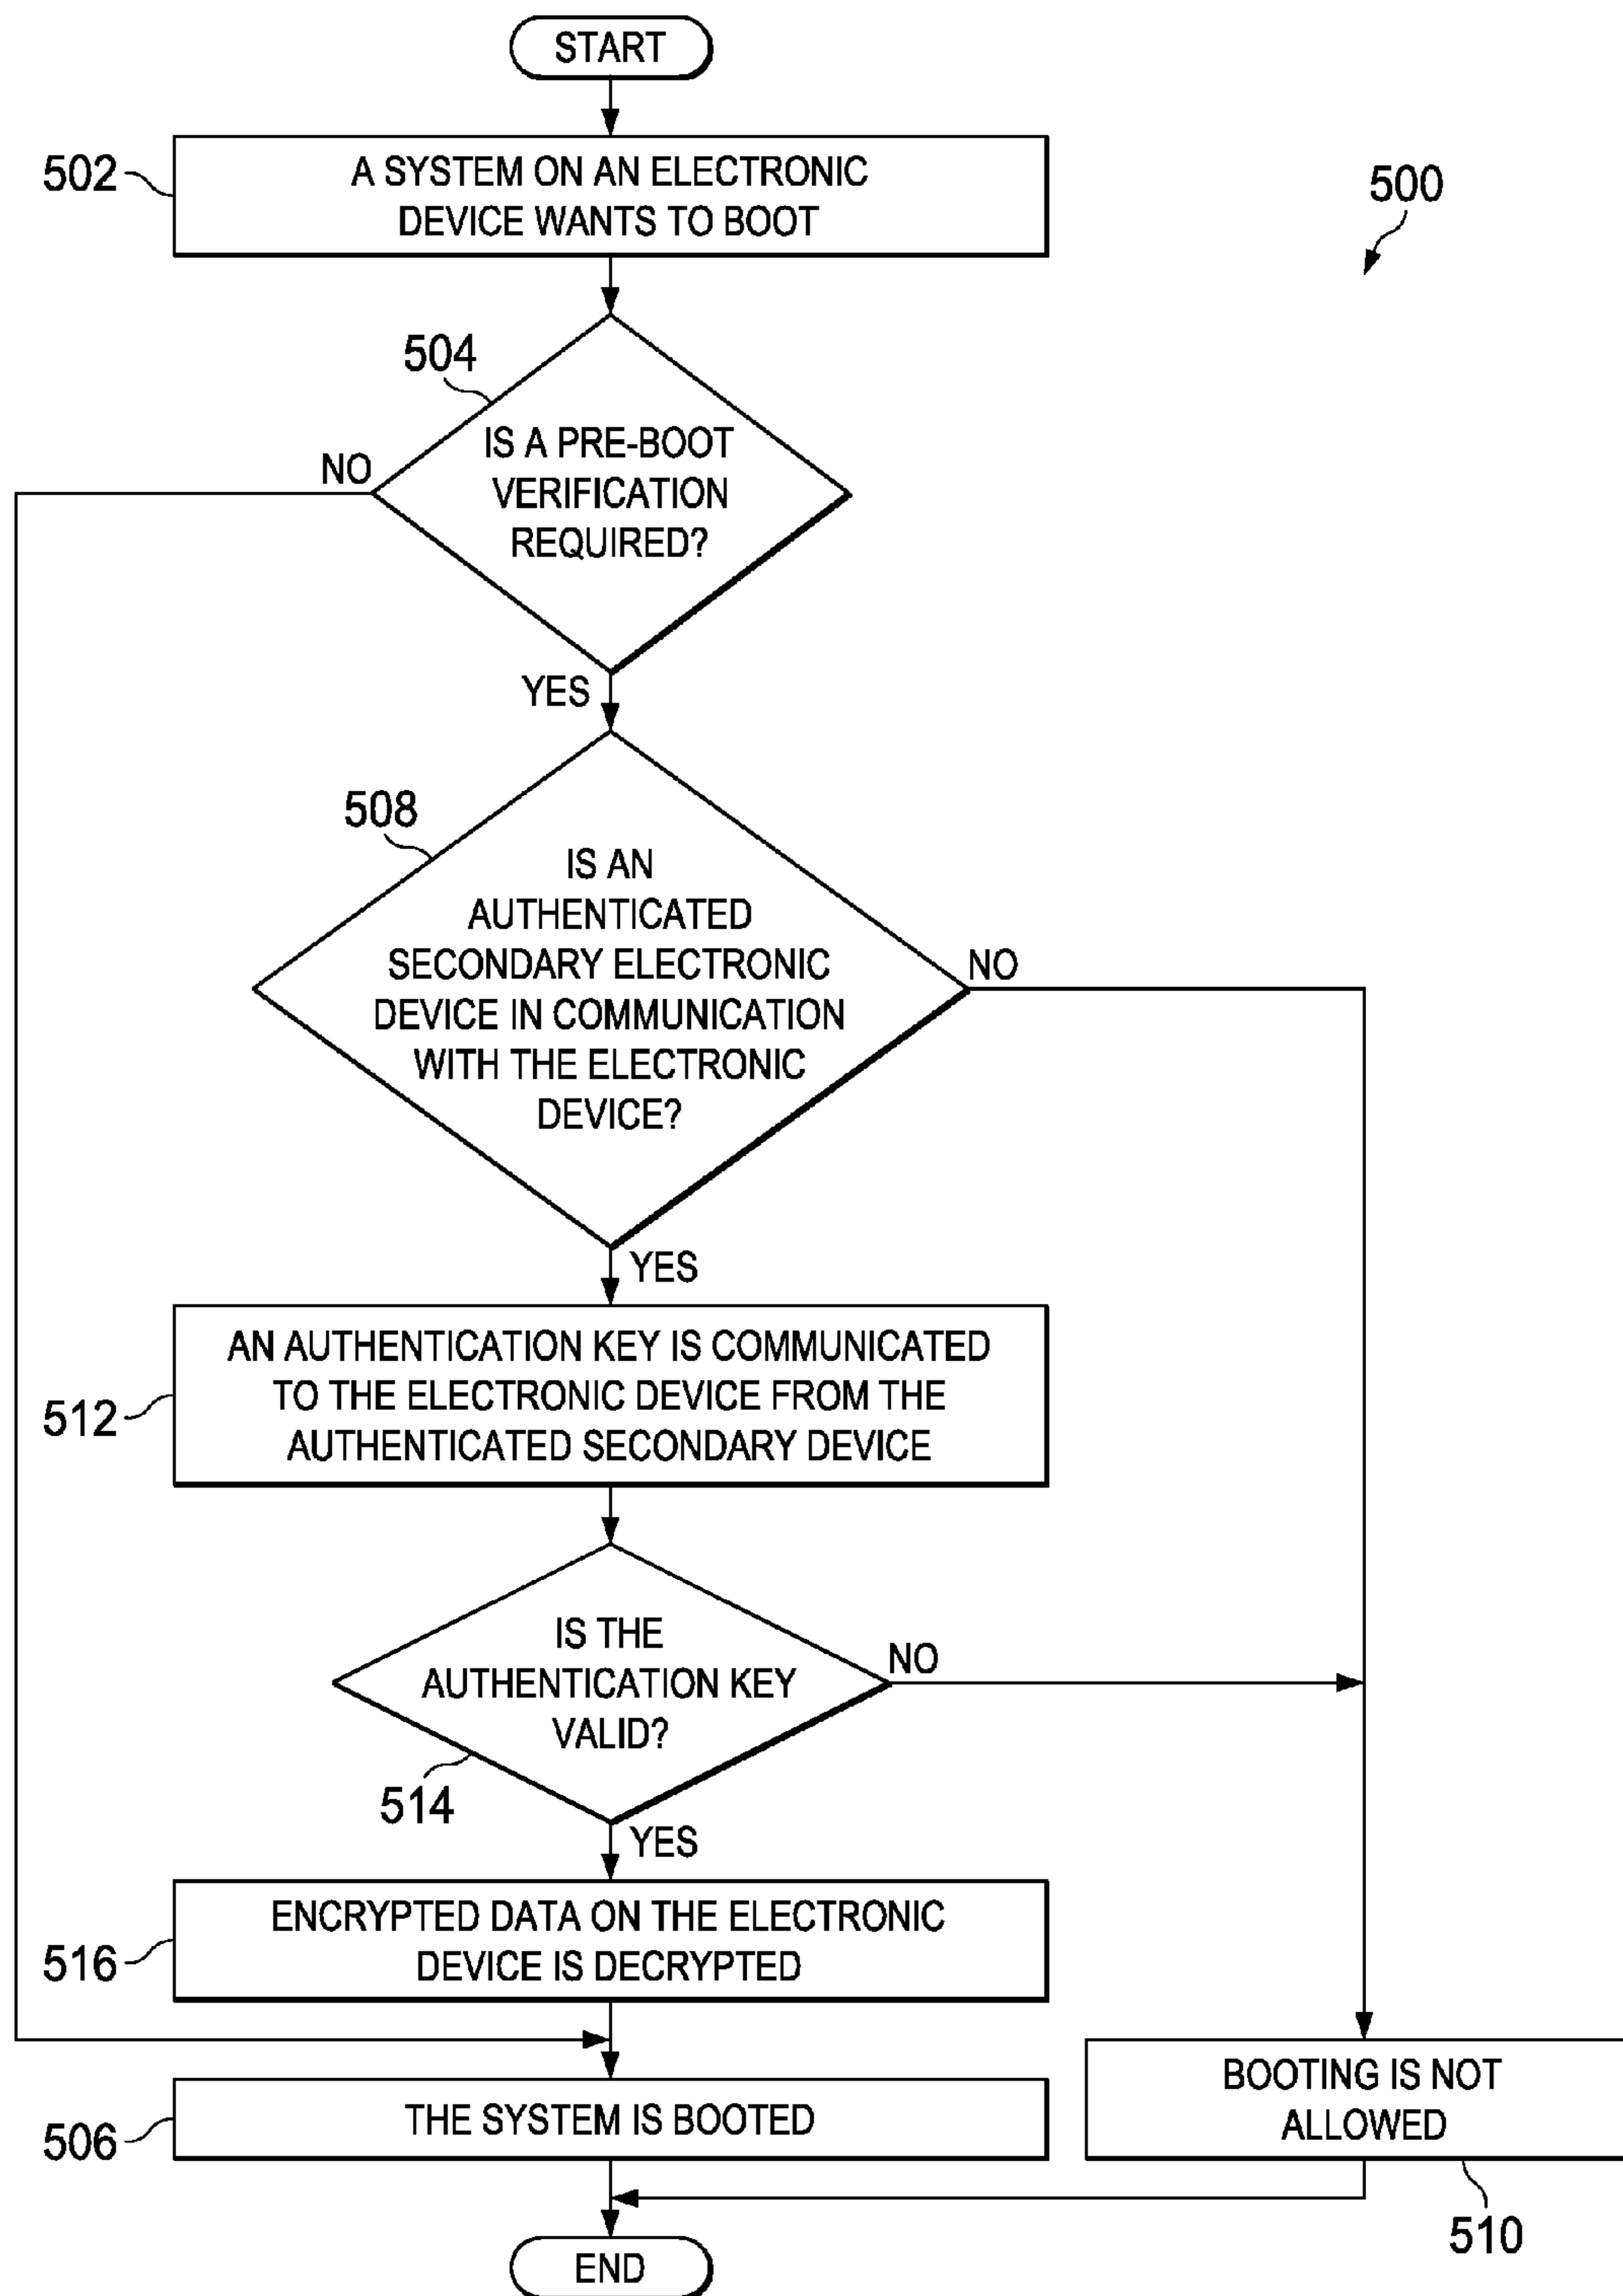 START
502
A SYSTEM ON AN ELECTRONIC
DEVICE WANTS TO BOOT
500
504
IS A PRE-BOOT
VERIFICATION
REQUIRED?
NO
YES
508
IS AN
AUTHENTICATED
SECONDARY ELECTRONIC
DEVICE IN COMMUNICATION
WITH THE ELECTRONIC
DEVICE?
NO
YES
512
AN AUTHENTICATION KEY IS COMMUNICATED
TO THE ELECTRONIC DEVICE FROM THE
AUTHENTICATED SECONDARY DEVICE
IS THE
AUTHENTICATION KEY
VALID?
NO
514
YES
516
ENCRYPTED DATA ON THE ELECTRONIC
DEVICE IS DECRYPTED
506
THE SYSTEM IS BOOTED
BOOTING IS NOT
ALLOWED
510
END